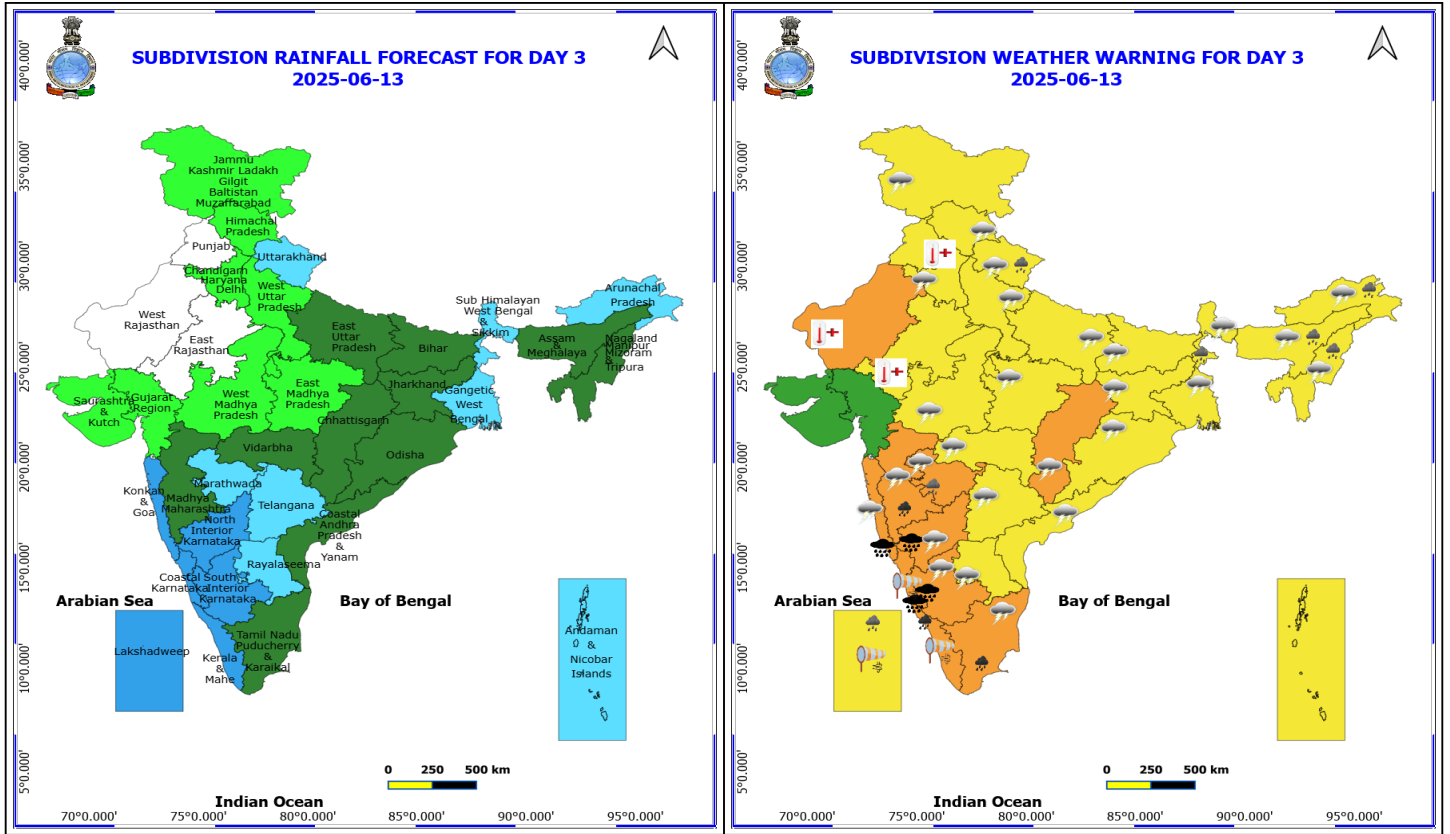 SUBDIVISION RAINFALL FORECAST FOR DAY 3
2025-06-13
40°0.000'
35°0.000'
30°0.000'
25°0.000'
20°0.000'
15°0.000'
10°0.000'
5°0.000'
Jammu
Kashmir Ladakh
Gilgit
Baltistan
Muzaffarabad
Himachal
Pradesh
Punjab
Uttarakhand
Chandigarh
Haryana
Delhi
West
Uttar
Pradesh
Arunachal
Pradesh
Sub Himalayan
West Bengal
&
Sikkim
West
Rajasthan
East
Rajasthan
East
Uttar
Pradesh
Bihar
Assam
&
Meghalaya
Nagaland
Manipur
Mizoram
&
Tripura
Jharkhand
Gangetic
West
Bengal
Saurashtra
&
Kutch
Gujarat
Region
West
Madhya
Pradesh
East
Madhya
Pradesh
Chhattisgarh
Odisha
Vidarbha
Konkan
&
Goa
Madhya
Maharashtra
Marathwada
Telangana
North
Interior
Karnataka
Coastal
Andhra
Pradesh
&
Yanam
Rayalaseema
Coastal
Karnataka
South
Interior
Karnataka
Arabian Sea
Bay of Bengal
Lakshadweep
Kerala
&
Mahe
Tamil Nadu
Puducherry
&
Karaikal
Andaman
&
Nicobar
Islands
0 250 500 km
Indian Ocean
70°0.000' 75°0.000' 80°0.000' 85°0.000' 90°0.000' 95°0.000'
SUBDIVISION WEATHER WARNING FOR DAY 3
2025-06-13
40°0.000'
35°0.000'
30°0.000'
25°0.000'
20°0.000'
15°0.000'
10°0.000'
5°0.000'
Arabian Sea
Bay of Bengal
0 250 500 km
Indian Ocean
70°0.000' 75°0.000' 80°0.000' 85°0.000' 90°0.000' 95°0.000'